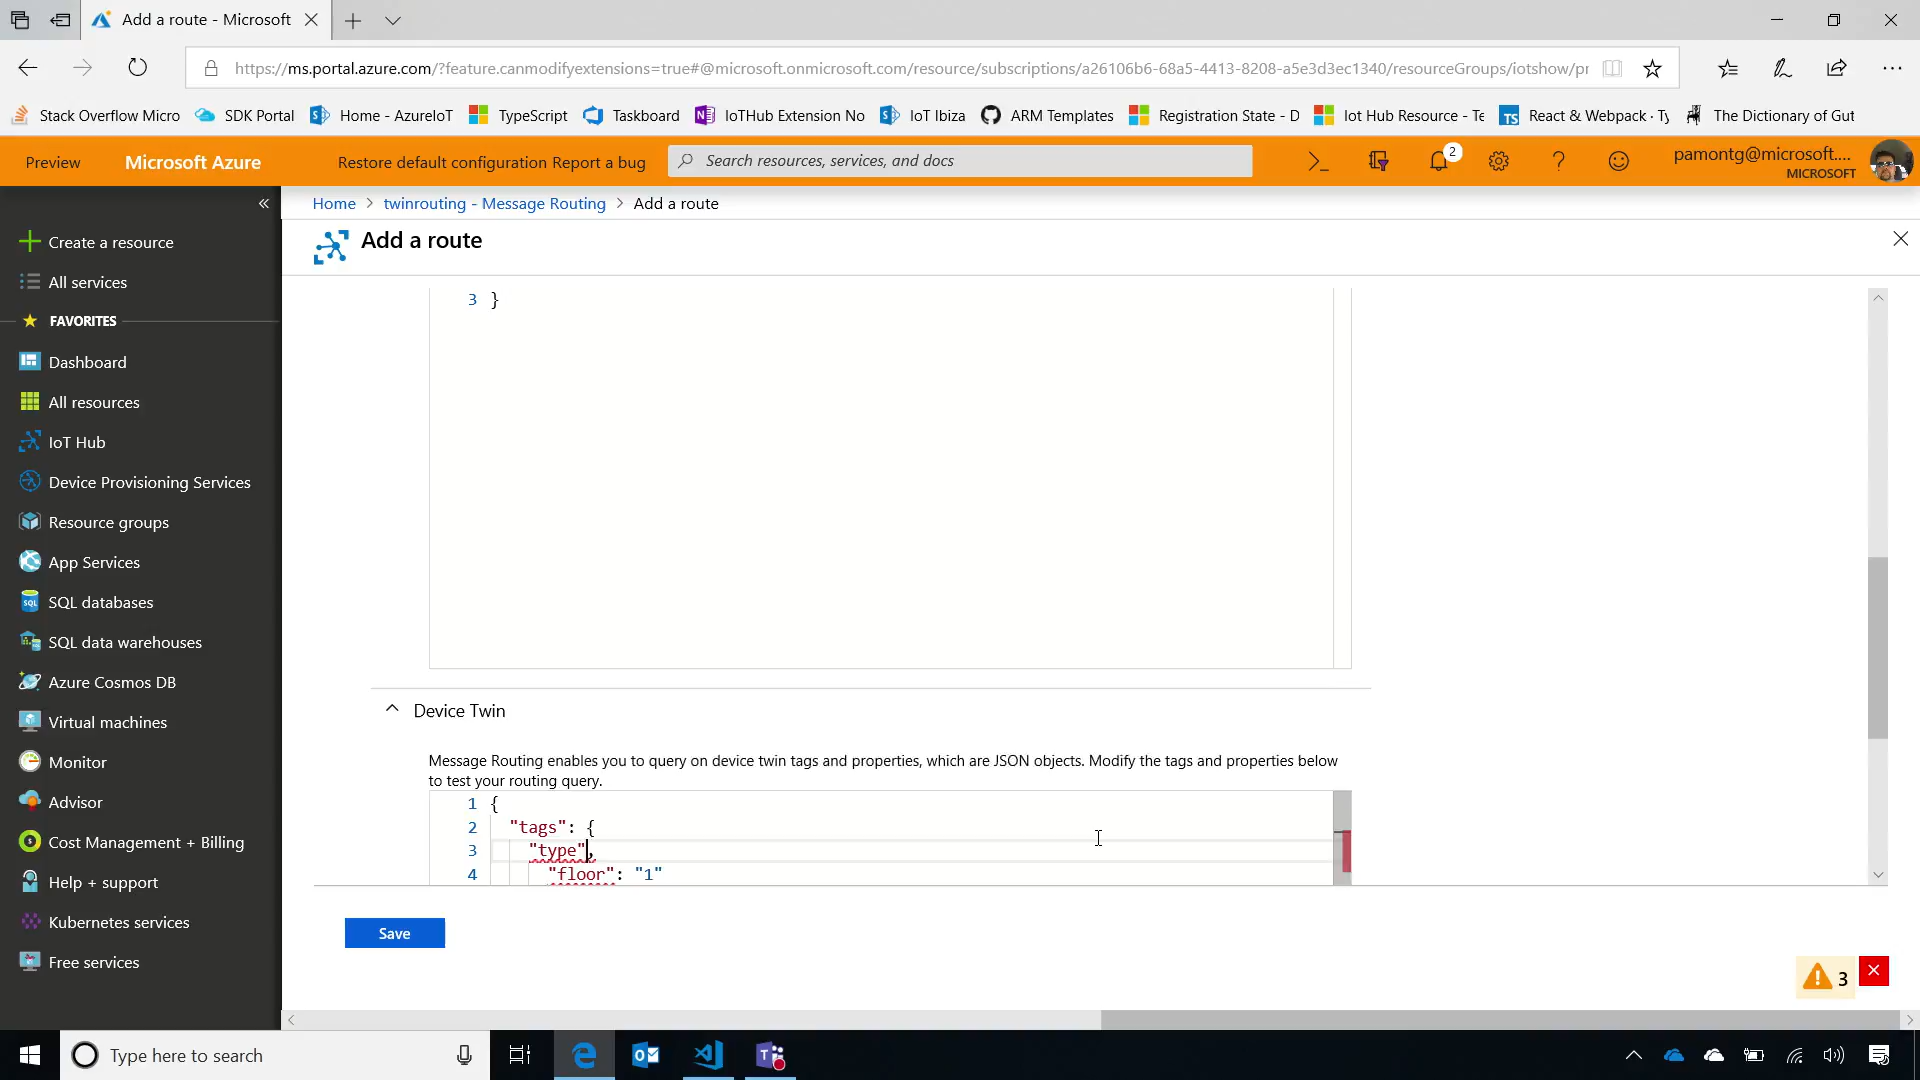 Add a route - Microsoft
https://ms.portal.azure.com/?feature.canmodifyextensions=true#@microsoft.onmicrosoft.com/resource/subscriptions/a26106b6-68a5-4413-8208-a5e3d3ec1340/resourceGroups/iotshow/pr
Stack Overflow Micro SDK Portal Home - AzureIoT TypeScript Taskboard IoTHub Extension No IoT Ibiza ARM Templates Registration State - D Iot Hub Resource - Te React & Webpack · Ty The Dictionary of Gut
Preview Microsoft Azure Restore default configuration Report a bug Search resources, services, and docs 2 pamontg@microsoft....
MICROSOFT
Home > twinrouting - Message Routing > Add a route
Add a route
Create a resource
All services
FAVORITES
Dashboard
All resources
IoT Hub
Device Provisioning Services
Resource groups
App Services
SQL databases
SQL data warehouses
Azure Cosmos DB
Virtual machines
Monitor
Advisor
Cost Management + Billing
Help + support
Kubernetes services
Free services
3 }
Device Twin
Message Routing enables you to query on device twin tags and properties, which are JSON objects. Modify the tags and properties below
to test your routing query.
1 {
2 "tags": {
3 "type",
4 "floor": "1"
Save
3
Type here to search